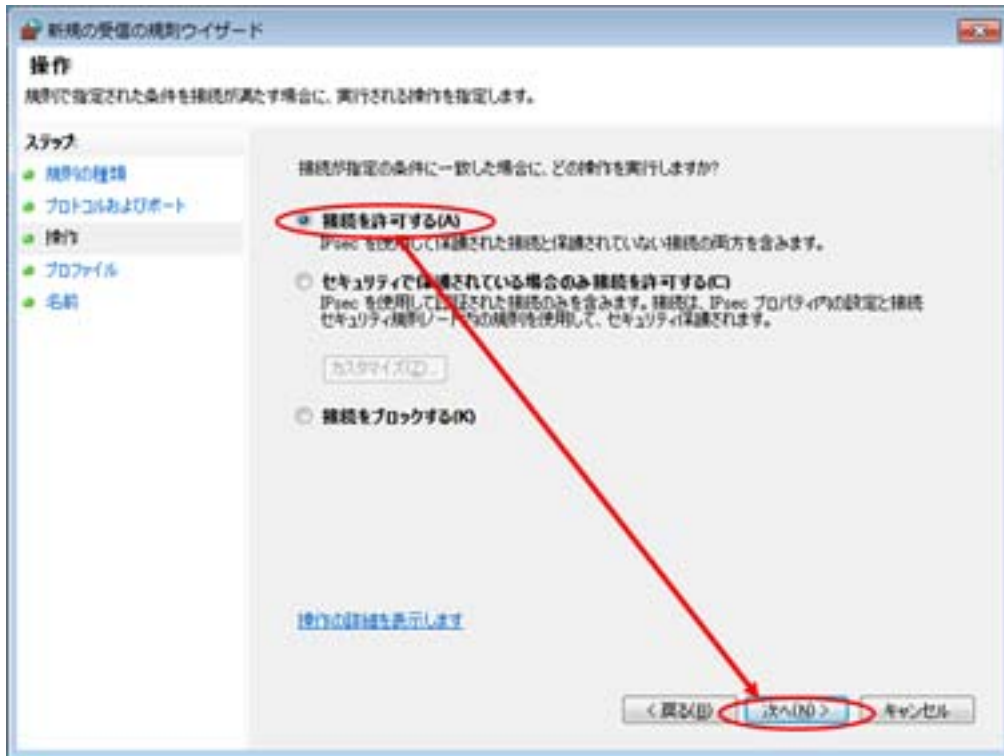 新規の受信の規則ウィザード
操作
規則で指定された条件を接続が満たす場合に、実行される操作を指定します。
ステップ:
規則の種類
プロトコルおよびポート
操作
プロファイル
名前
接続が指定の条件に一致した場合に、どの操作を実行しますか?
接続を許可する(A)
IPsec を使用して保護された接続と保護されていない接続の両方を含みます。
セキュリティで保護されている場合のみ接続を許可する(C)
IPsec を使用して認証された接続のみを含みます。接続は、IPsec プロパティ内の設定と接続
セキュリティ規則ノード内の規則を使用して、セキュリティ保護されます。
カスタマイズ(Z)...
接続をブロックする(K)
操作の詳細を表示します
< 戻る(B)
次へ(N) >
キャンセル